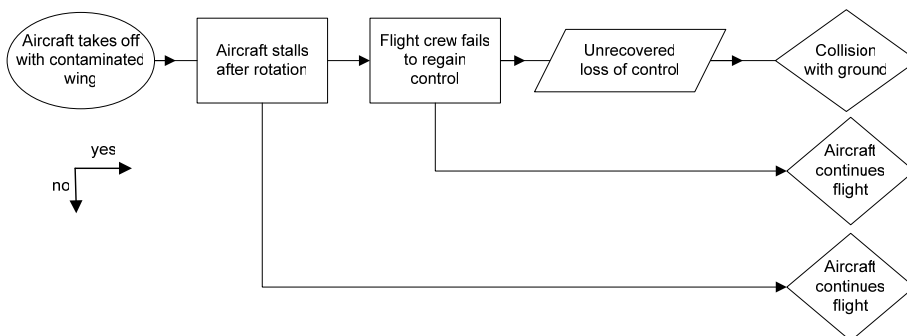 Aircraft takes off
with contaminated
wing
Aircraft stalls
after rotation
Flight crew fails
to regain
control
Unrecovered
loss of control
Collision
with ground
yes
no
Aircraft
continues
flight
Aircraft
continues
flight